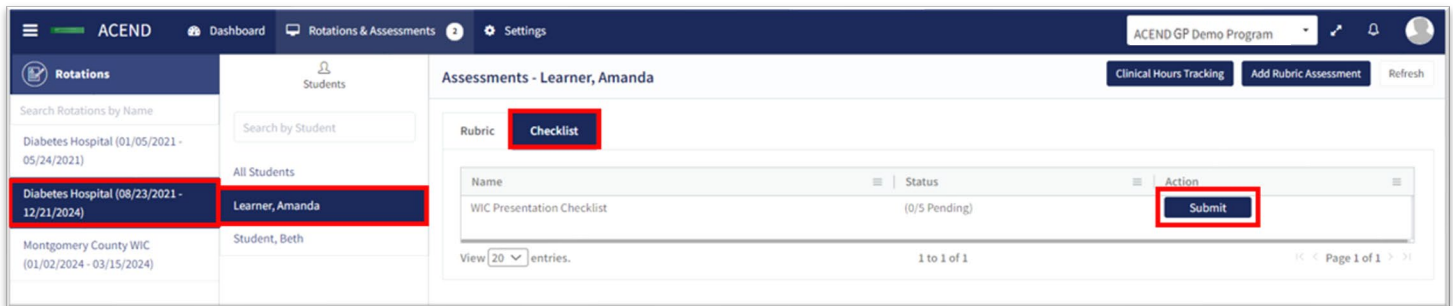 ACEND
Dashboard
Rotations & Assessments 2
Settings
ACEND GP Demo Program
Rotations
Search Rotations by Name
Diabetes Hospital (01/05/2021 -
05/24/2021)
Diabetes Hospital (08/23/2021 -
12/21/2024)
Montgomery County WIC
(01/02/2024 - 03/15/2024)
Students
Search by Student
All Students
Learner, Amanda
Student, Beth
Assessments - Learner, Amanda
Clinical Hours Tracking
Add Rubric Assessment
Refresh
Rubric
Checklist
Name
Status
Action
WIC Presentation Checklist
(0/5 Pending)
Submit
View 20 entries.
1 to 1 of 1
Page 1 of 1